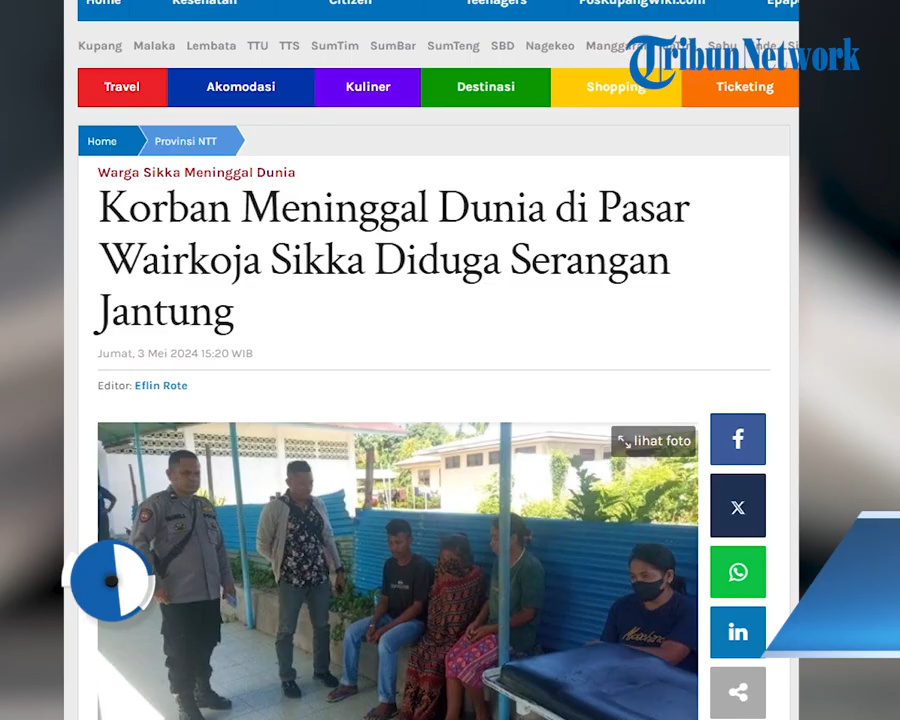 Home Kesehatan Citizen Teenagers PosKupangWiki.com
Kupang Malaka Lembata TTU TTS SumTim SumBar SumTeng SBD Nagekeo
TribunNetwork
Travel Akomodasi Kuliner Destinasi Shopping Ticketing
Home Provinsi NTT
Warga Sikka Meninggal Dunia
Korban Meninggal Dunia di Pasar
Wairkoja Sikka Diduga Serangan
Jantung
Jumat, 3 Mei 2024 15:20 WIB
Editor: Eflin Rote
lihat foto